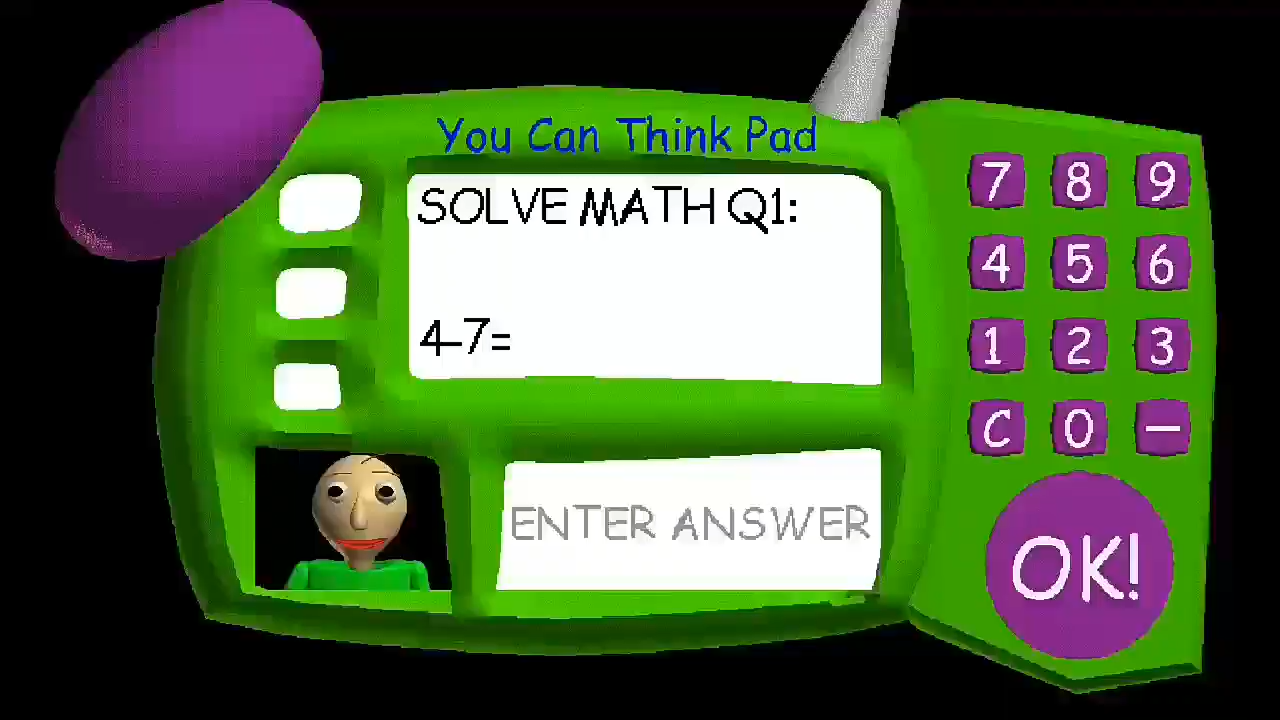 You Can Think Pad
SOLVE MATH Q1:
4-7=
ENTER ANSWER
7 8 9
4 5 6
1 2 3
C 0 -
OK!